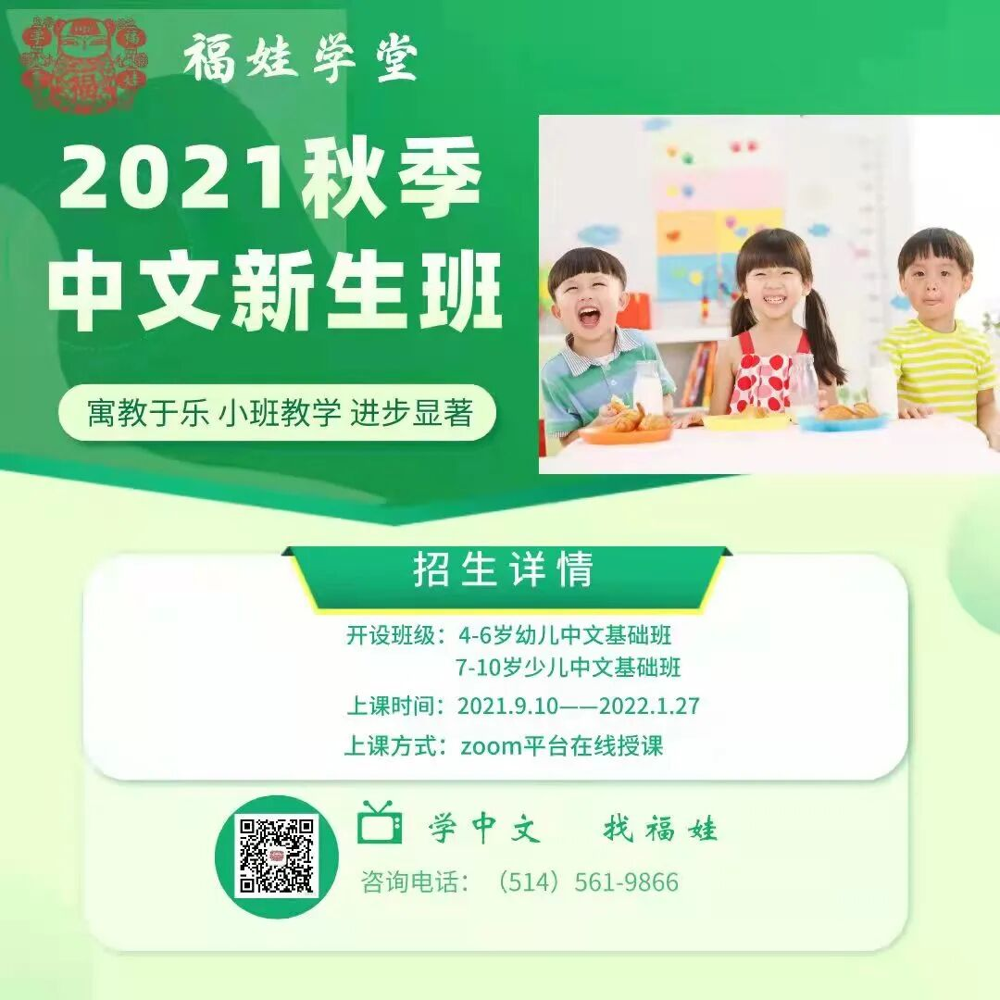 福娃学堂
2021秋季
中文新生班
寓教于乐 小班教学 进步显著
招生详情
开设班级：4-6岁幼儿中文基础班
7-10岁少儿中文基础班
上课时间：2021.9.10——2022.1.27
上课方式：zoom平台在线授课
学中文 找福娃
咨询电话：（514）561-9866